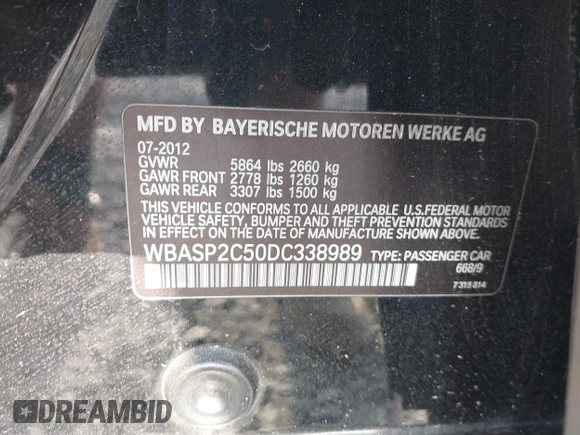 MFD BY BAYERISCHE MOTOREN WERKE AG
07-2012
GVWR 5864 lbs 2660 kg
GAWR FRONT 2778 lbs 1260 kg
GAWR REAR 3307 lbs 1500 kg
THIS VEHICLE CONFORMS TO ALL APPLICABLE U.S.FEDERAL MOTOR
VEHICLE SAFETY, BUMPER AND THEFT PREVENTION STANDARDS
IN EFFECT ON THE DATE OF MANUFACTURE SHOWN ABOVE.
WBASP2C50DC338989 TYPE: PASSENGER CAR
668/9
7 315 814
DREAMBID